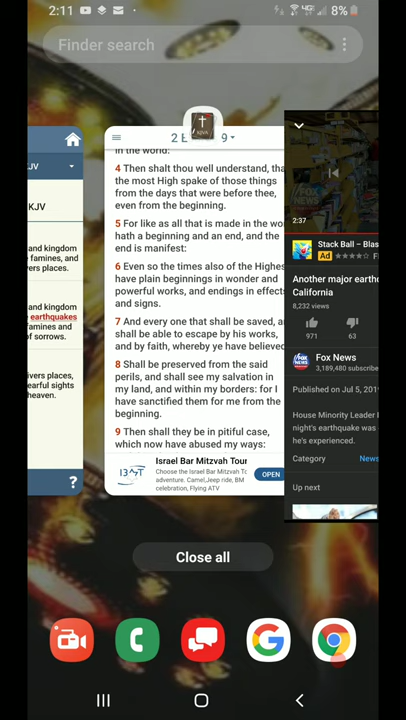 2:11
8%
Finder search
KJV
KJV
and kingdom
famines, and
ers places.
and kingdom
earthquakes
famines and
of sorrows.
ivers places,
earful sights
heaven.
?
KJVA
9
in the world:
4 Then shalt thou well understand, tha
the most High spake of those things
from the days that were before thee,
even from the beginning.
5 For like as all that is made in the wo
hath a beginning and an end, and the
end is manifest:
6 Even so the times also of the Highes
have plain beginnings in wonder and
powerful works, and endings in effect
and signs.
7 And every one that shall be saved, a
shall be able to escape by his works,
and by faith, whereby ye have believed
8 Shall be preserved from the said
perils, and shall see my salvation in
my land, and within my borders: for I
have sanctified them for me from the
beginning.
9 Then shall they be in pitiful case,
which now have abused my ways:
Israel Bar Mitzvah Tour
Choose the Israel Bar Mitzvah To
adventure. Camel,Jeep ride, BM
celebration, Flying ATV
OPEN
FOX
NEWS
2:37
Stack Ball – Blas
Ad ★★★★☆ F
Another major earthq
California
8,232 views
971
63
Fox News
3,189,480 subscribe
Published on Jul 5, 201
House Minority Leader
night's earthquake was
he's experienced.
Category
News
Up next
Close all